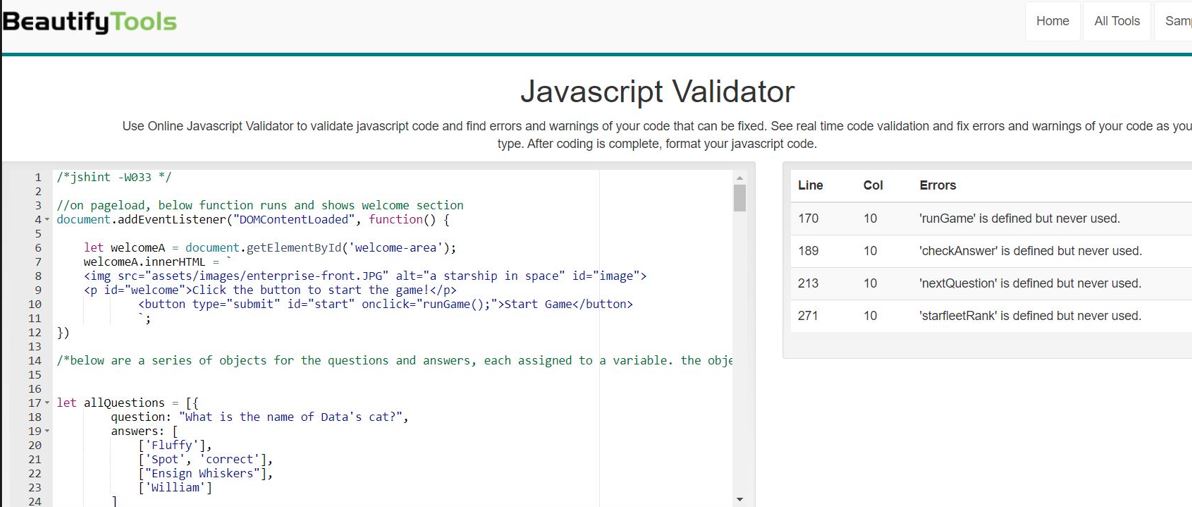 BeautifyTools
Home All Tools Samp
Javascript Validator
Use Online Javascript Validator to validate javascript code and find errors and warnings of your code that can be fixed. See real time code validation and fix errors and warnings of your code as you
type. After coding is complete, format your javascript code.
1 /*jshint -W033 */
2
3 //on pageload, below function runs and shows welcome section
4 document.addEventListener("DOMContentLoaded", function() {
5
6 let welcomeA = document.getElementById('welcome-area');
7 welcomeA.innerHTML = `
8 <img src="assets/images/enterprise-front.JPG" alt="a starship in space" id="image">
9 <p id="welcome">Click the button to start the game!</p>
10 <button type="submit" id="start" onclick="runGame();">Start Game</button>
11 `;
12 })
13
14 /*below are a series of objects for the questions and answers, each assigned to a variable. the obje
15
16
17 let allQuestions = [{
18 question: "What is the name of Data's cat?",
19 answers: [
20 ['Fluffy'],
21 ['Spot', 'correct'],
22 ["Ensign Whiskers"],
23 ['William']
24 ]
Line Col Errors
170 10 'runGame' is defined but never used.
189 10 'checkAnswer' is defined but never used.
213 10 'nextQuestion' is defined but never used.
271 10 'starfleetRank' is defined but never used.